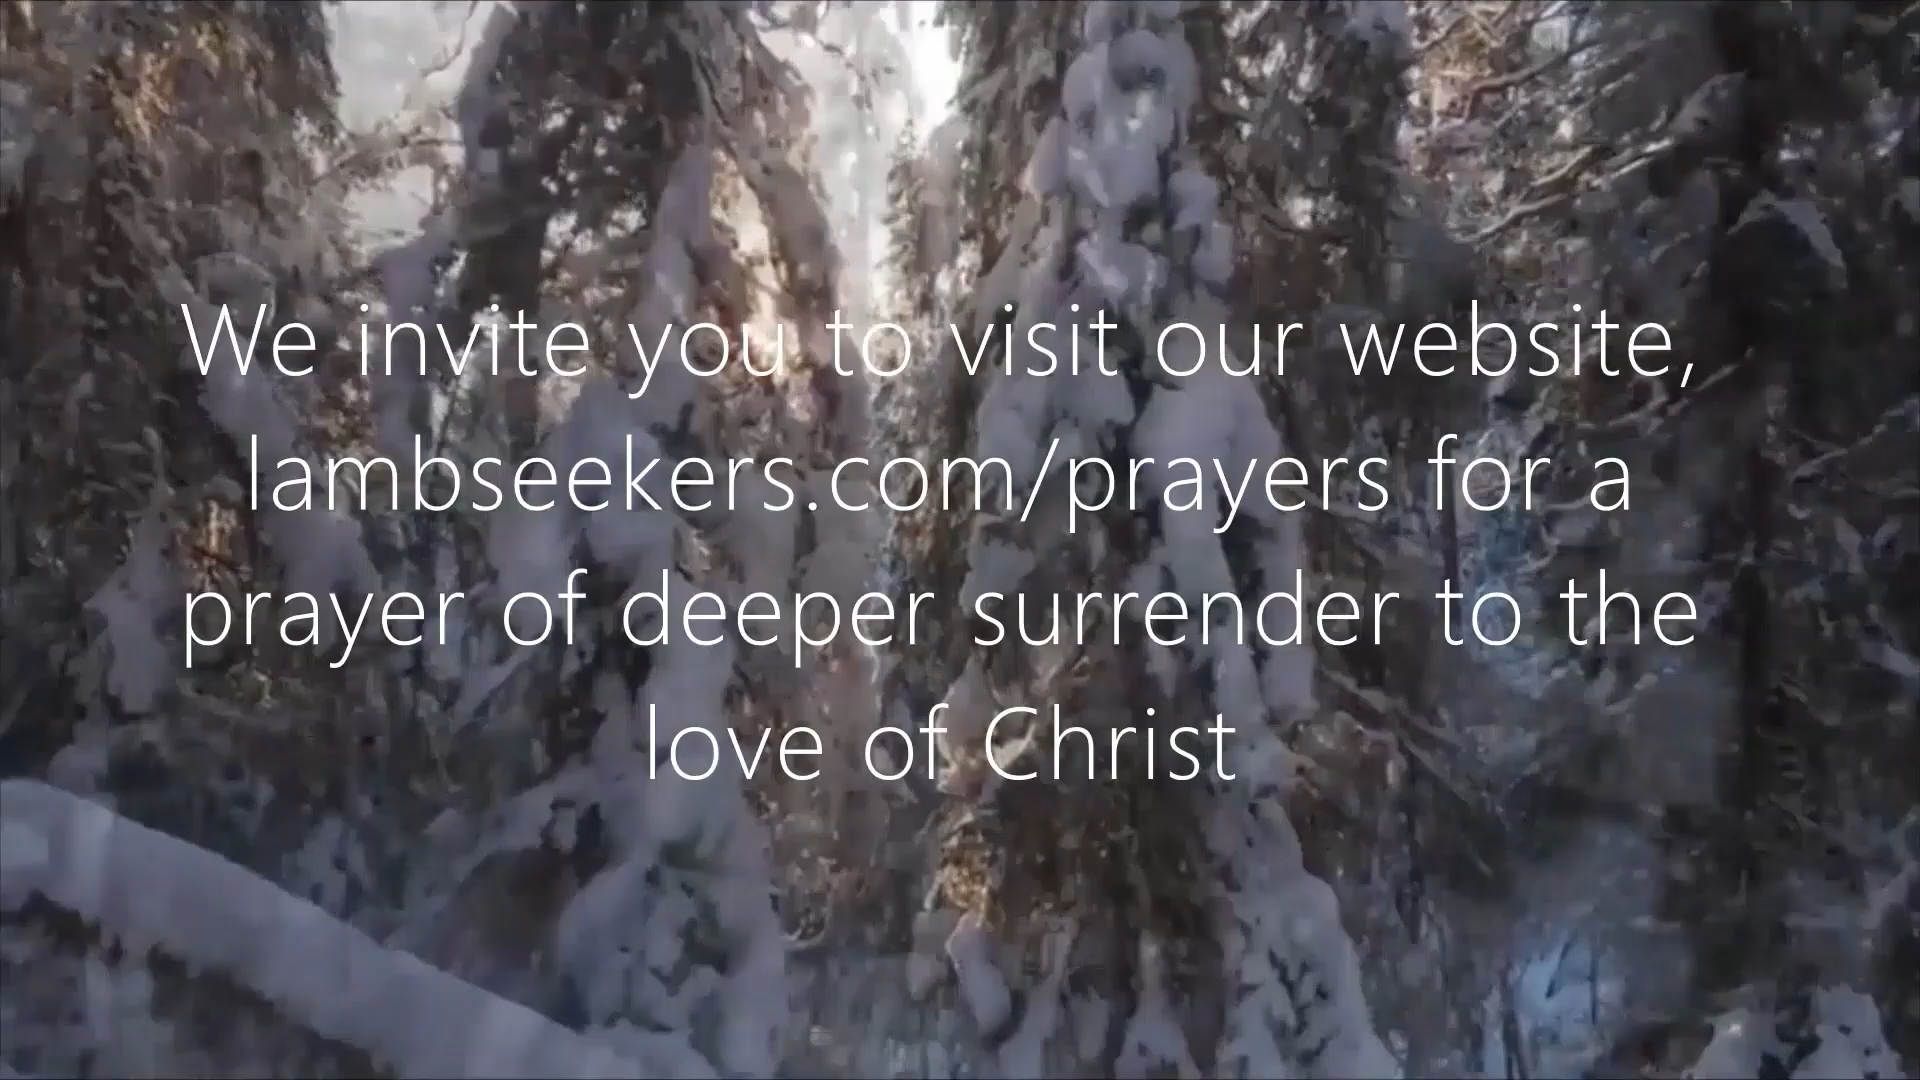 We invite you to visit our website,
lambseekers.com/prayers for a
prayer of deeper surrender to the
love of Christ